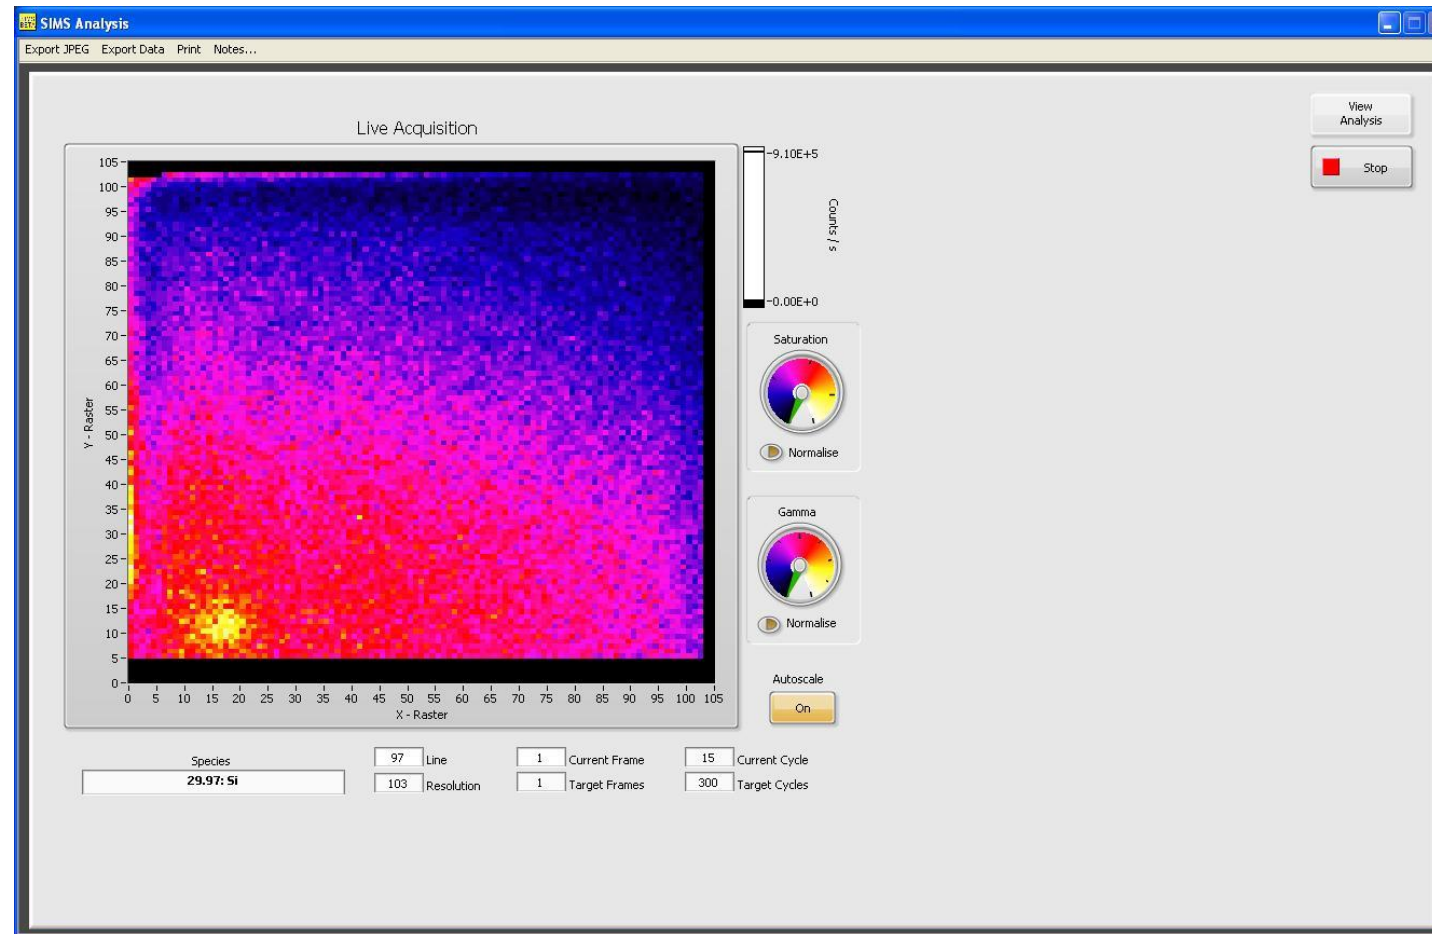 SIMS Analysis
Export JPEG Export Data Print Notes...
View
Analysis
Stop
Live Acquisition
105
100
95
90
85
80
75
70
65
60
55
50
45
40
35
30
25
20
15
10
5
0
Y - Raster
0 5 10 15 20 25 30 35 40 45 50 55 60 65 70 75 80 85 90 95 100 105
X - Raster
9.10E+5
0.00E+0
Counts / s
Saturation
Normalise
Gamma
Normalise
Autoscale
On
Species
29.97: Si
97 Line
103 Resolution
1 Current Frame
1 Target Frames
15 Current Cycle
300 Target Cycles